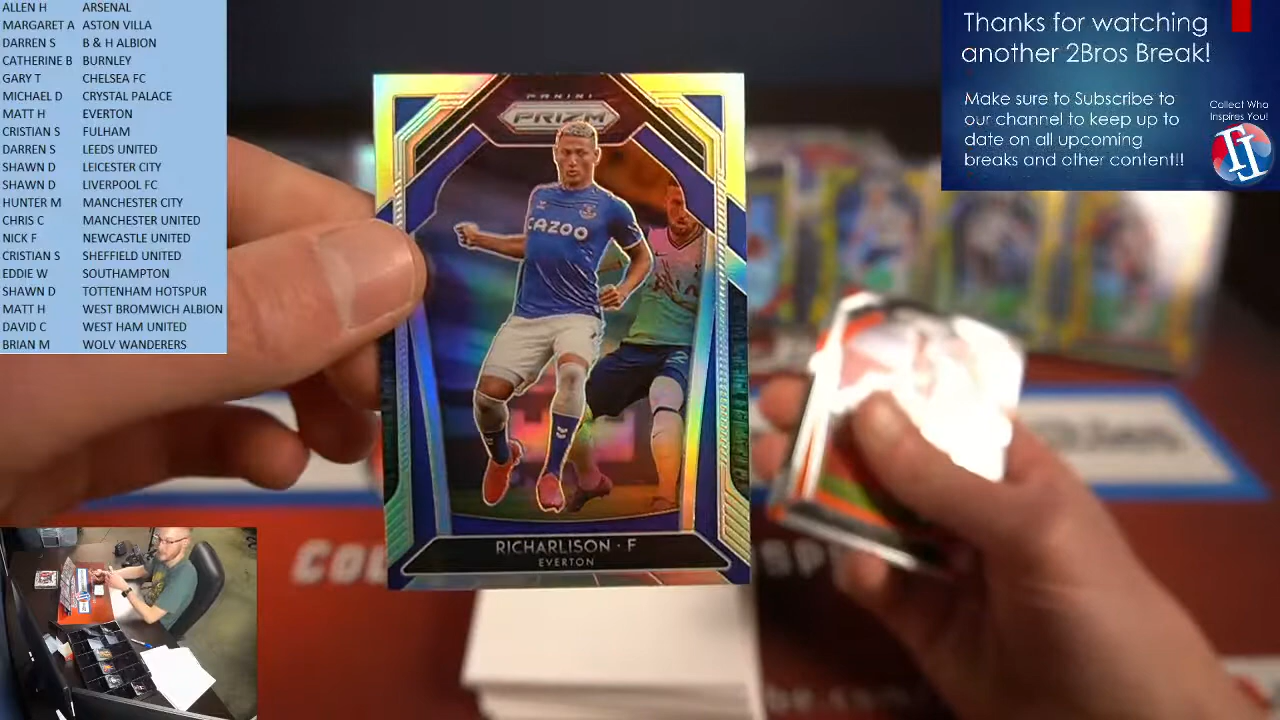 ALLEN H ARSENAL
MARGARET A ASTON VILLA
DARREN S B & H ALBION
CATHERINE B BURNLEY
GARY T CHELSEA FC
MICHAEL D CRYSTAL PALACE
MATT H EVERTON
CRISTIAN S FULHAM
DARREN S LEEDS UNITED
SHAWN D LEICESTER CITY
SHAWN D LIVERPOOL FC
HUNTER M MANCHESTER CITY
CHRIS C MANCHESTER UNITED
NICK F NEWCASTLE UNITED
CRISTIAN S SHEFFIELD UNITED
EDDIE W SOUTHAMPTON
SHAWN D TOTTENHAM HOTSPUR
MATT H WEST BROMWICH ALBION
DAVID C WEST HAM UNITED
BRIAN M WOLV WANDERERS
Thanks for watching
another 2Bros Break!
Make sure to Subscribe to
our channel to keep up to
date on all upcoming
breaks and other content!!
Collect Who
Inspires You!
PANINI
PRIZM
CAZOO
RICHARLISON · F
EVERTON